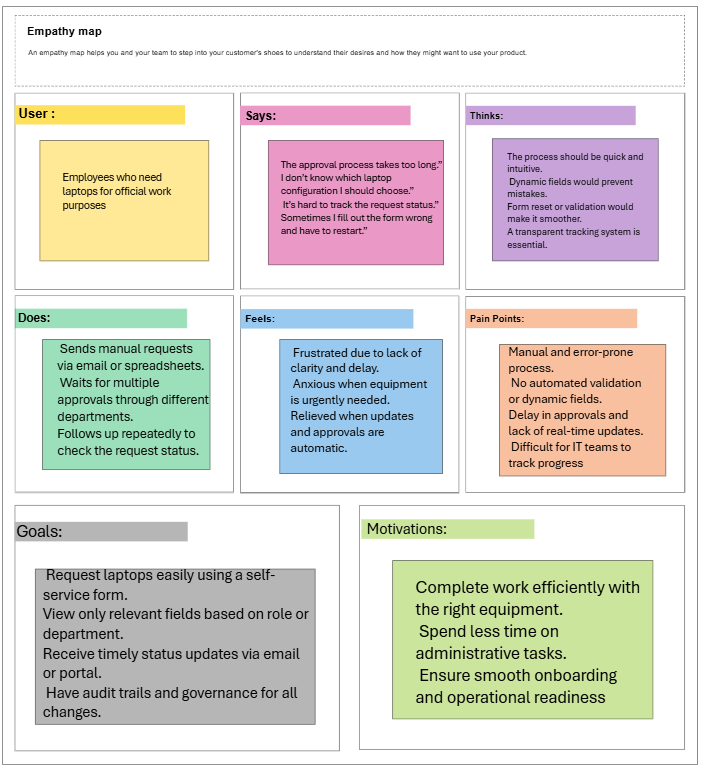 Empathy map
An empathy map helps you and your team to step into your customer's shoes to understand their desires and how they might want to use your product.
User :
Employees who need
laptops for official work
purposes
Says:
The approval process takes too long.”
I don’t know which laptop
configuration I should choose.”
It’s hard to track the request status.”
Sometimes I fill out the form wrong
and have to restart.”
Thinks:
The process should be quick and
intuitive.
Dynamic fields would prevent
mistakes.
Form reset or validation would
make it smoother.
A transparent tracking system is
essential.
Does:
Sends manual requests
via email or spreadsheets.
Waits for multiple
approvals through different
departments.
Follows up repeatedly to
check the request status.
Feels:
Frustrated due to lack of
clarity and delay.
Anxious when equipment
is urgently needed.
Relieved when updates
and approvals are
automatic.
Pain Points:
Manual and error-prone
process.
No automated validation
or dynamic fields.
Delay in approvals and
lack of real-time updates.
Difficult for IT teams to
track progress
Goals:
Request laptops easily using a self-
service form.
View only relevant fields based on role or
department.
Receive timely status updates via email
or portal.
Have audit trails and governance for all
changes.
Motivations:
Complete work efficiently with
the right equipment.
Spend less time on
administrative tasks.
Ensure smooth onboarding
and operational readiness